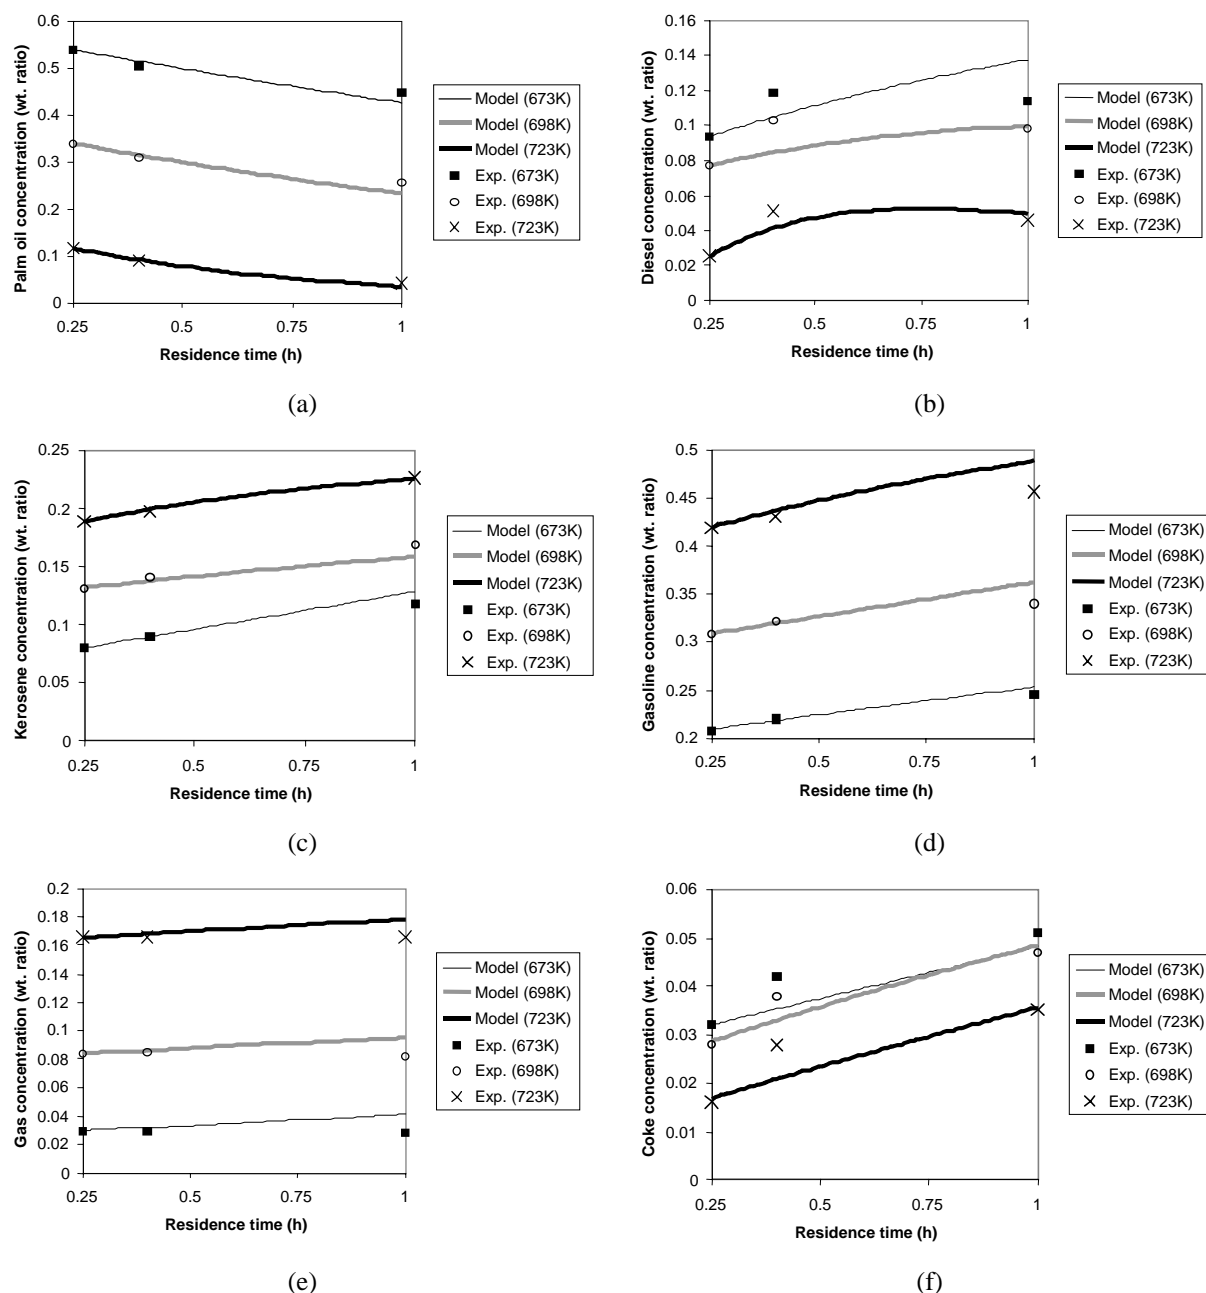 Palm oil concentration (wt. ratio)
0.6
0.5
0.4
0.3
0.2
0.1
0
0.25
0.5
0.75
1
Residence time (h)
Model (673K)
Model (698K)
Model (723K)
Exp. (673K)
Exp. (698K)
Exp. (723K)
(a)
Diesel concentration (wt. ratio)
0.16
0.14
0.12
0.1
0.08
0.06
0.04
0.02
0
0.25
0.5
0.75
1
Residence time (h)
Model (673K)
Model (698K)
Model (723K)
Exp. (673K)
Exp. (698K)
Exp. (723K)
(b)
Kerosene concentration (wt. ratio)
0.25
0.2
0.15
0.1
0.05
0
0.25
0.5
0.75
1
Residence time (h)
Model (673K)
Model (698K)
Model (723K)
Exp. (673K)
Exp. (698K)
Exp. (723K)
(c)
Gasoline concentration (wt. ratio)
0.5
0.45
0.4
0.35
0.3
0.25
0.2
0.25
0.5
0.75
1
Residene time (h)
Model (673K)
Model (698K)
Model (723K)
Exp. (673K)
Exp. (698K)
Exp. (723K)
(d)
Gas concentration (wt. ratio)
0.2
0.18
0.16
0.14
0.12
0.1
0.08
0.06
0.04
0.02
0
0.25
0.5
0.75
1
Residence time (h)
Model (673K)
Model (698K)
Model (723K)
Exp. (673K)
Exp. (698K)
Exp. (723K)
(e)
Coke concentration (wt. ratio)
0.06
0.05
0.04
0.03
0.02
0.01
0
0.25
0.5
0.75
1
Residence time (h)
Model (673K)
Model (698K)
Model (723K)
Exp. (673K)
Exp. (698K)
Exp. (723K)
(f)